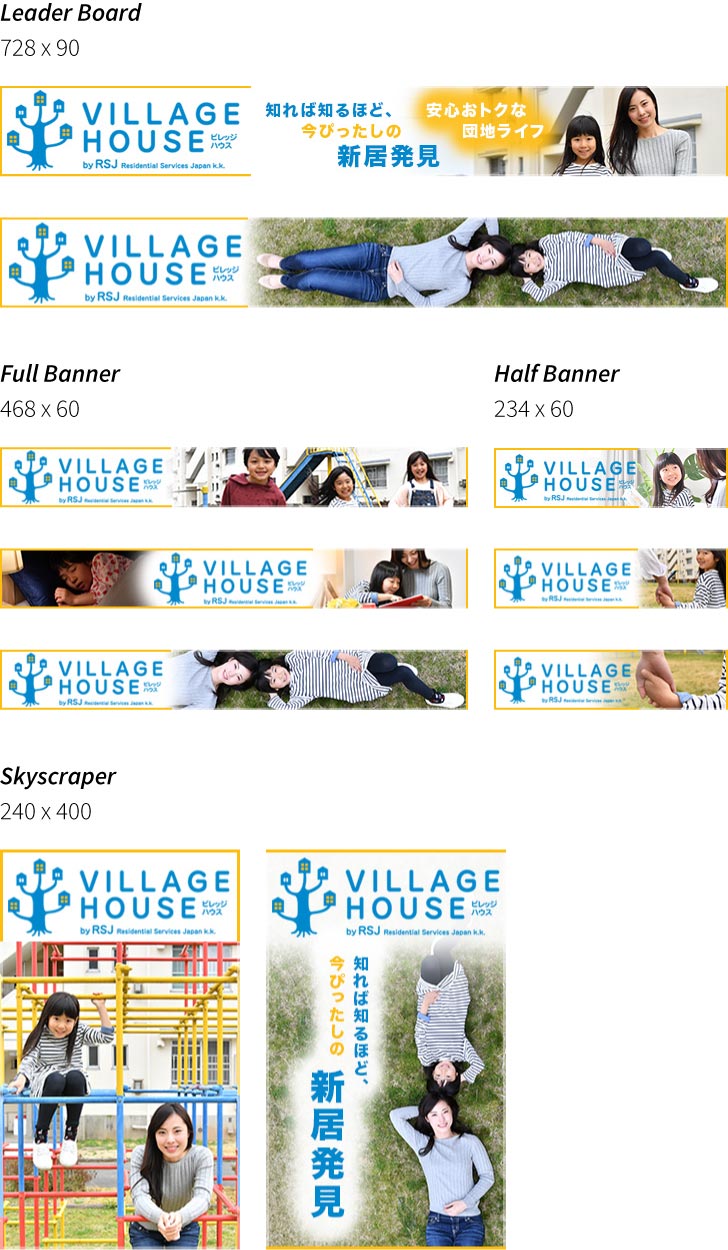 Leader Board
728 x 90
VILLAGE
HOUSE ビレッジ
ハウス
by RSJ Residential Services Japan k.k.
知れば知るほど、
今ぴったしの
新居発見
安心おトクな
団地ライフ
VILLAGE
HOUSE ビレッジ
ハウス
by RSJ Residential Services Japan k.k.
Full Banner
468 x 60
VILLAGE
HOUSE ビレッジ
ハウス
by RSJ Residential Services Japan k.k.
VILLAGE
HOUSE ビレッジ
ハウス
by RSJ Residential Services Japan k.k.
VILLAGE
HOUSE ビレッジ
ハウス
by RSJ Residential Services Japan k.k.
Half Banner
234 x 60
VILLAGE
HOUSE ビレッジ
ハウス
by RSJ Residential Services Japan k.k.
VILLAGE
HOUSE ビレッジ
ハウス
by RSJ Residential Services Japan k.k.
VILLAGE
HOUSE ビレッジ
ハウス
by RSJ Residential Services Japan k.k.
Skyscraper
240 x 400
VILLAGE
HOUSE ビレッジ
ハウス
by RSJ Residential Services Japan k.k.
VILLAGE
HOUSE ビレッジ
ハウス
by RSJ Residential Services Japan k.k.
知れば知るほど、
今ぴったしの
新居発見